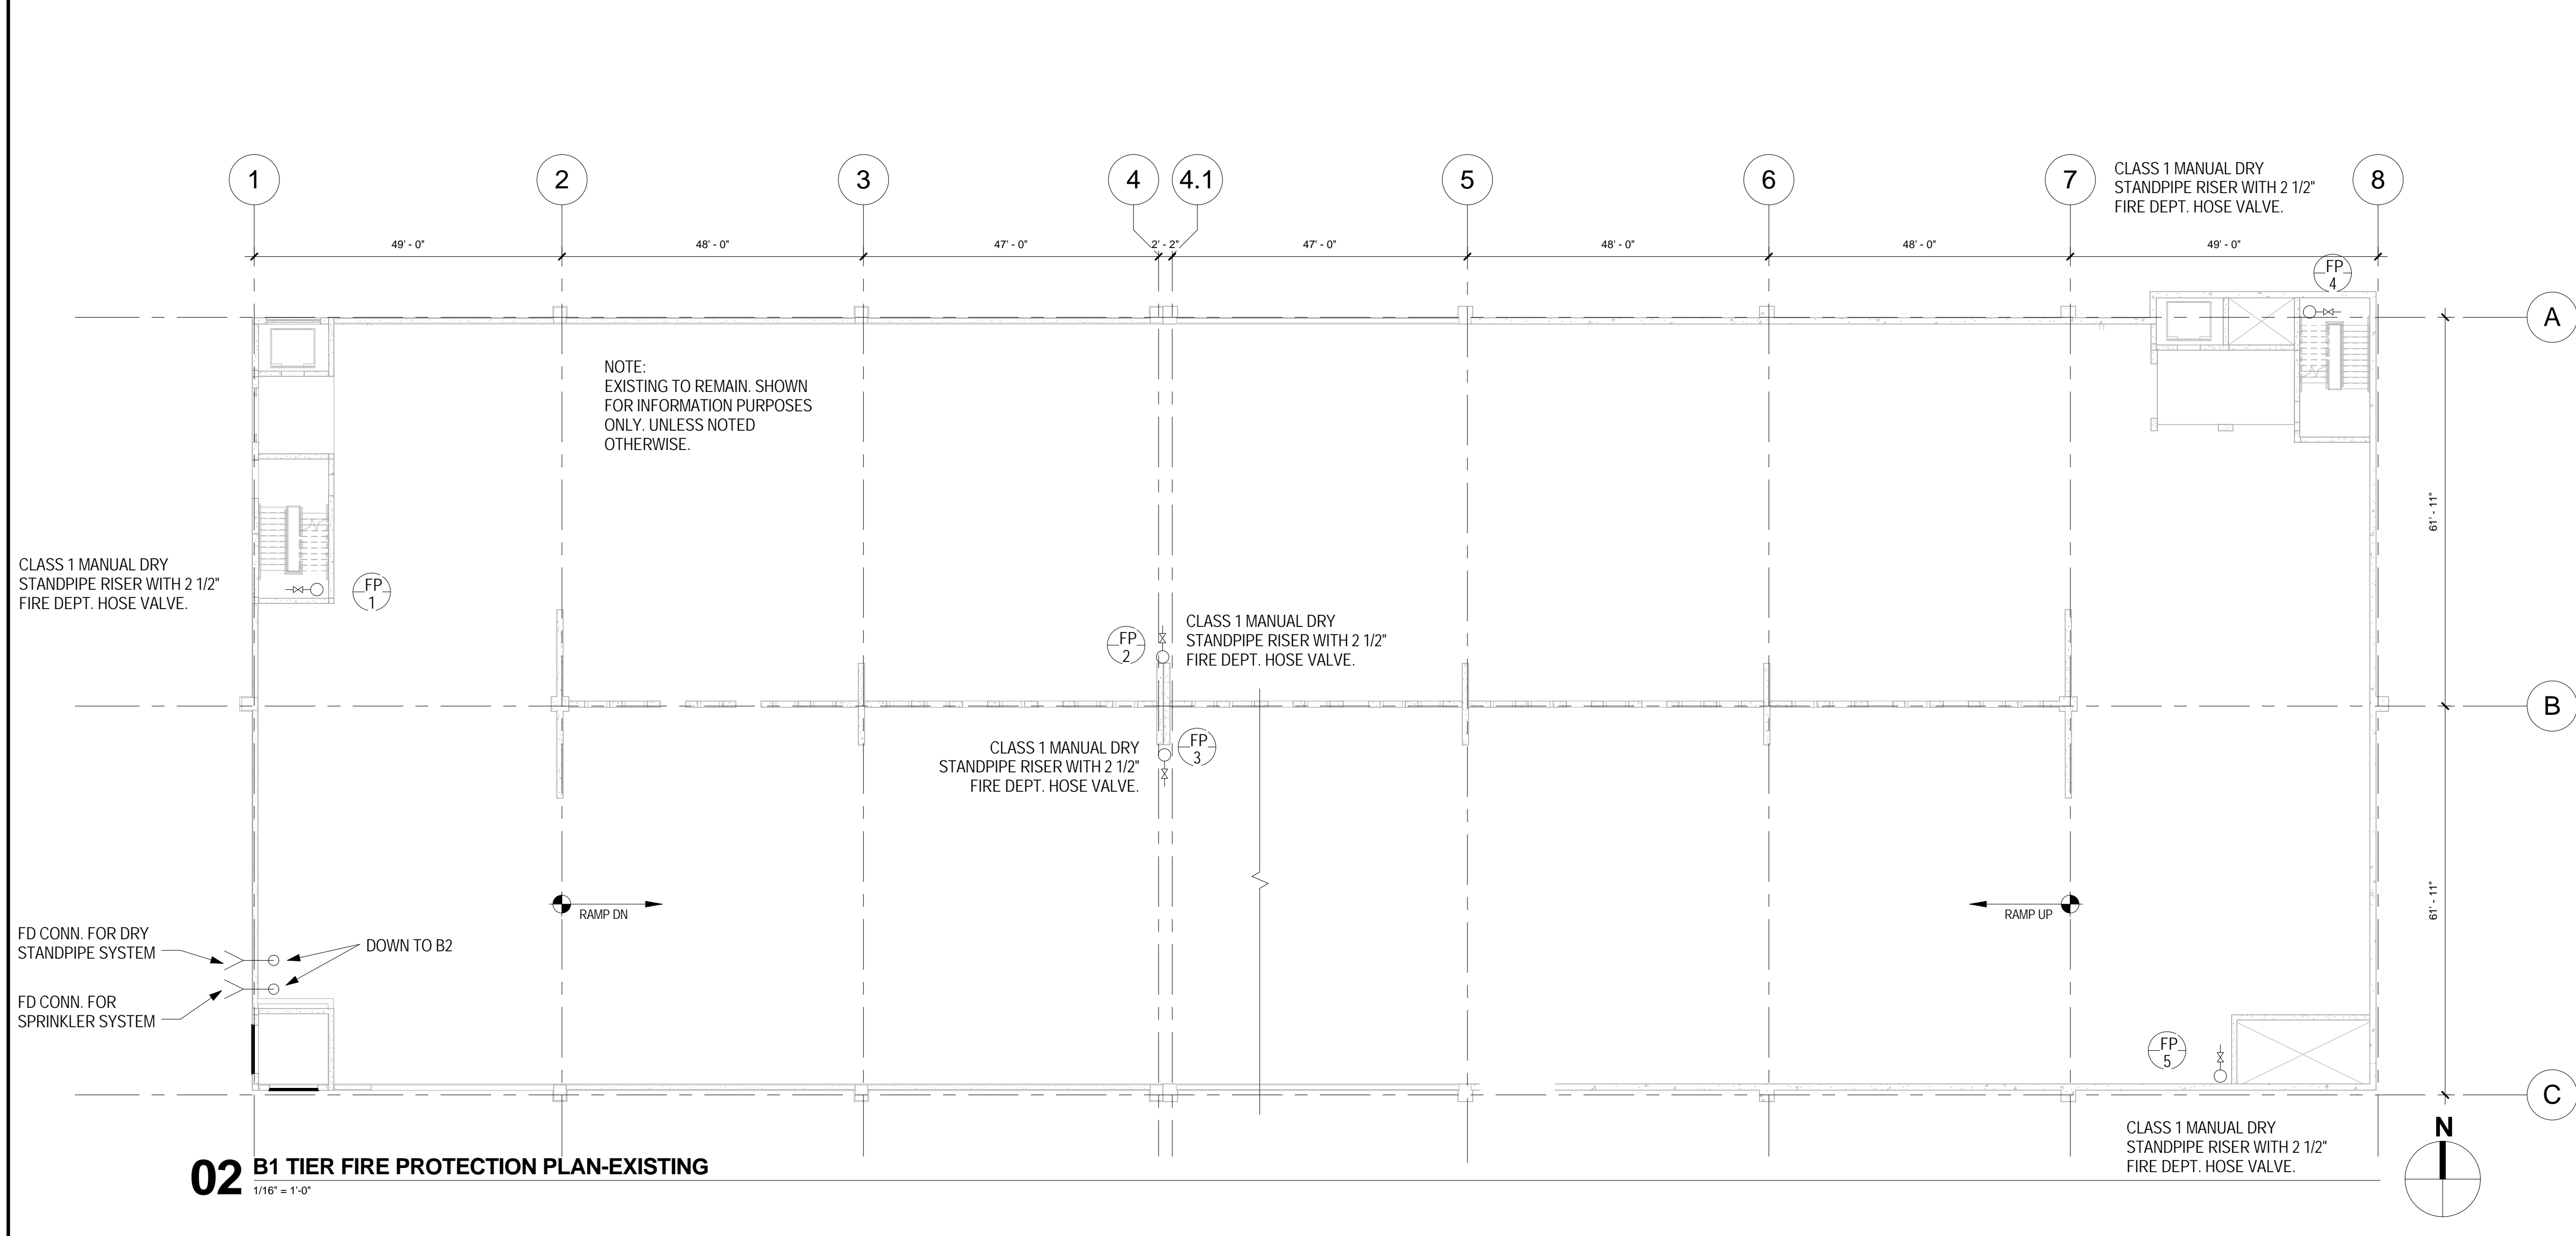 1
2
3
4
4.1
5
6
7
8
CLASS 1 MANUAL DRY
STANDPIPE RISER WITH 2 1/2"
FIRE DEPT. HOSE VALVE.
49' - 0"
48' - 0"
47' - 0"
2' - 2"
47' - 0"
48' - 0"
48' - 0"
49' - 0"
FP
4
A
NOTE:
EXISTING TO REMAIN. SHOWN
FOR INFORMATION PURPOSES
ONLY. UNLESS NOTED
OTHERWISE.
61' - 11"
CLASS 1 MANUAL DRY
STANDPIPE RISER WITH 2 1/2"
FIRE DEPT. HOSE VALVE.
FP
1
FP
2
CLASS 1 MANUAL DRY
STANDPIPE RISER WITH 2 1/2"
FIRE DEPT. HOSE VALVE.
B
CLASS 1 MANUAL DRY
STANDPIPE RISER WITH 2 1/2"
FIRE DEPT. HOSE VALVE.
FP
3
61' - 11"
RAMP DN
RAMP UP
FD CONN. FOR DRY
STANDPIPE SYSTEM
DOWN TO B2
FD CONN. FOR
SPRINKLER SYSTEM
FP
5
C
CLASS 1 MANUAL DRY
STANDPIPE RISER WITH 2 1/2"
FIRE DEPT. HOSE VALVE.
N
02
B1 TIER FIRE PROTECTION PLAN-EXISTING
1/16" = 1'-0"